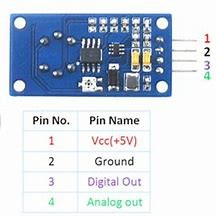 1
2
3
4
Pin No. Pin Name
1 Vcc(+5V)
2 Ground
3 Digital Out
4 Analog out